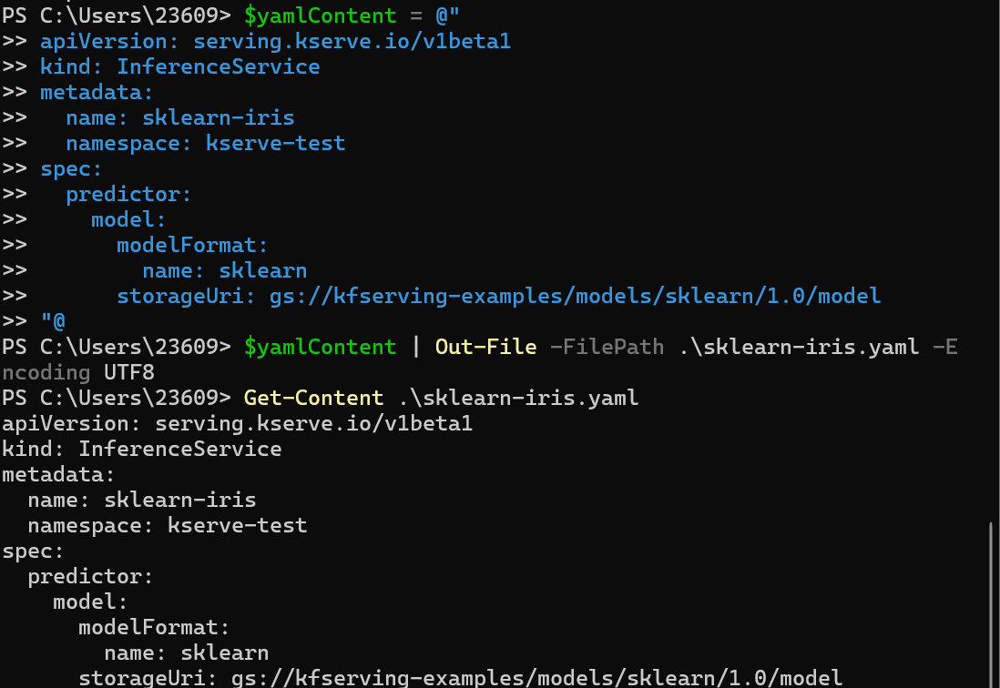 PS C:\Users\23609> $yamlContent = @"
>> apiVersion: serving.kserve.io/v1beta1
>> kind: InferenceService
>> metadata:
>>   name: sklearn-iris
>>   namespace: kserve-test
>> spec:
>>   predictor:
>>     model:
>>       modelFormat:
>>         name: sklearn
>>       storageUri: gs://kfserving-examples/models/sklearn/1.0/model
>> "@
PS C:\Users\23609> $yamlContent | Out-File -FilePath .\sklearn-iris.yaml -E
ncoding UTF8
PS C:\Users\23609> Get-Content .\sklearn-iris.yaml
apiVersion: serving.kserve.io/v1beta1
kind: InferenceService
metadata:
  name: sklearn-iris
  namespace: kserve-test
spec:
  predictor:
    model:
      modelFormat:
        name: sklearn
      storageUri: gs://kfserving-examples/models/sklearn/1.0/model